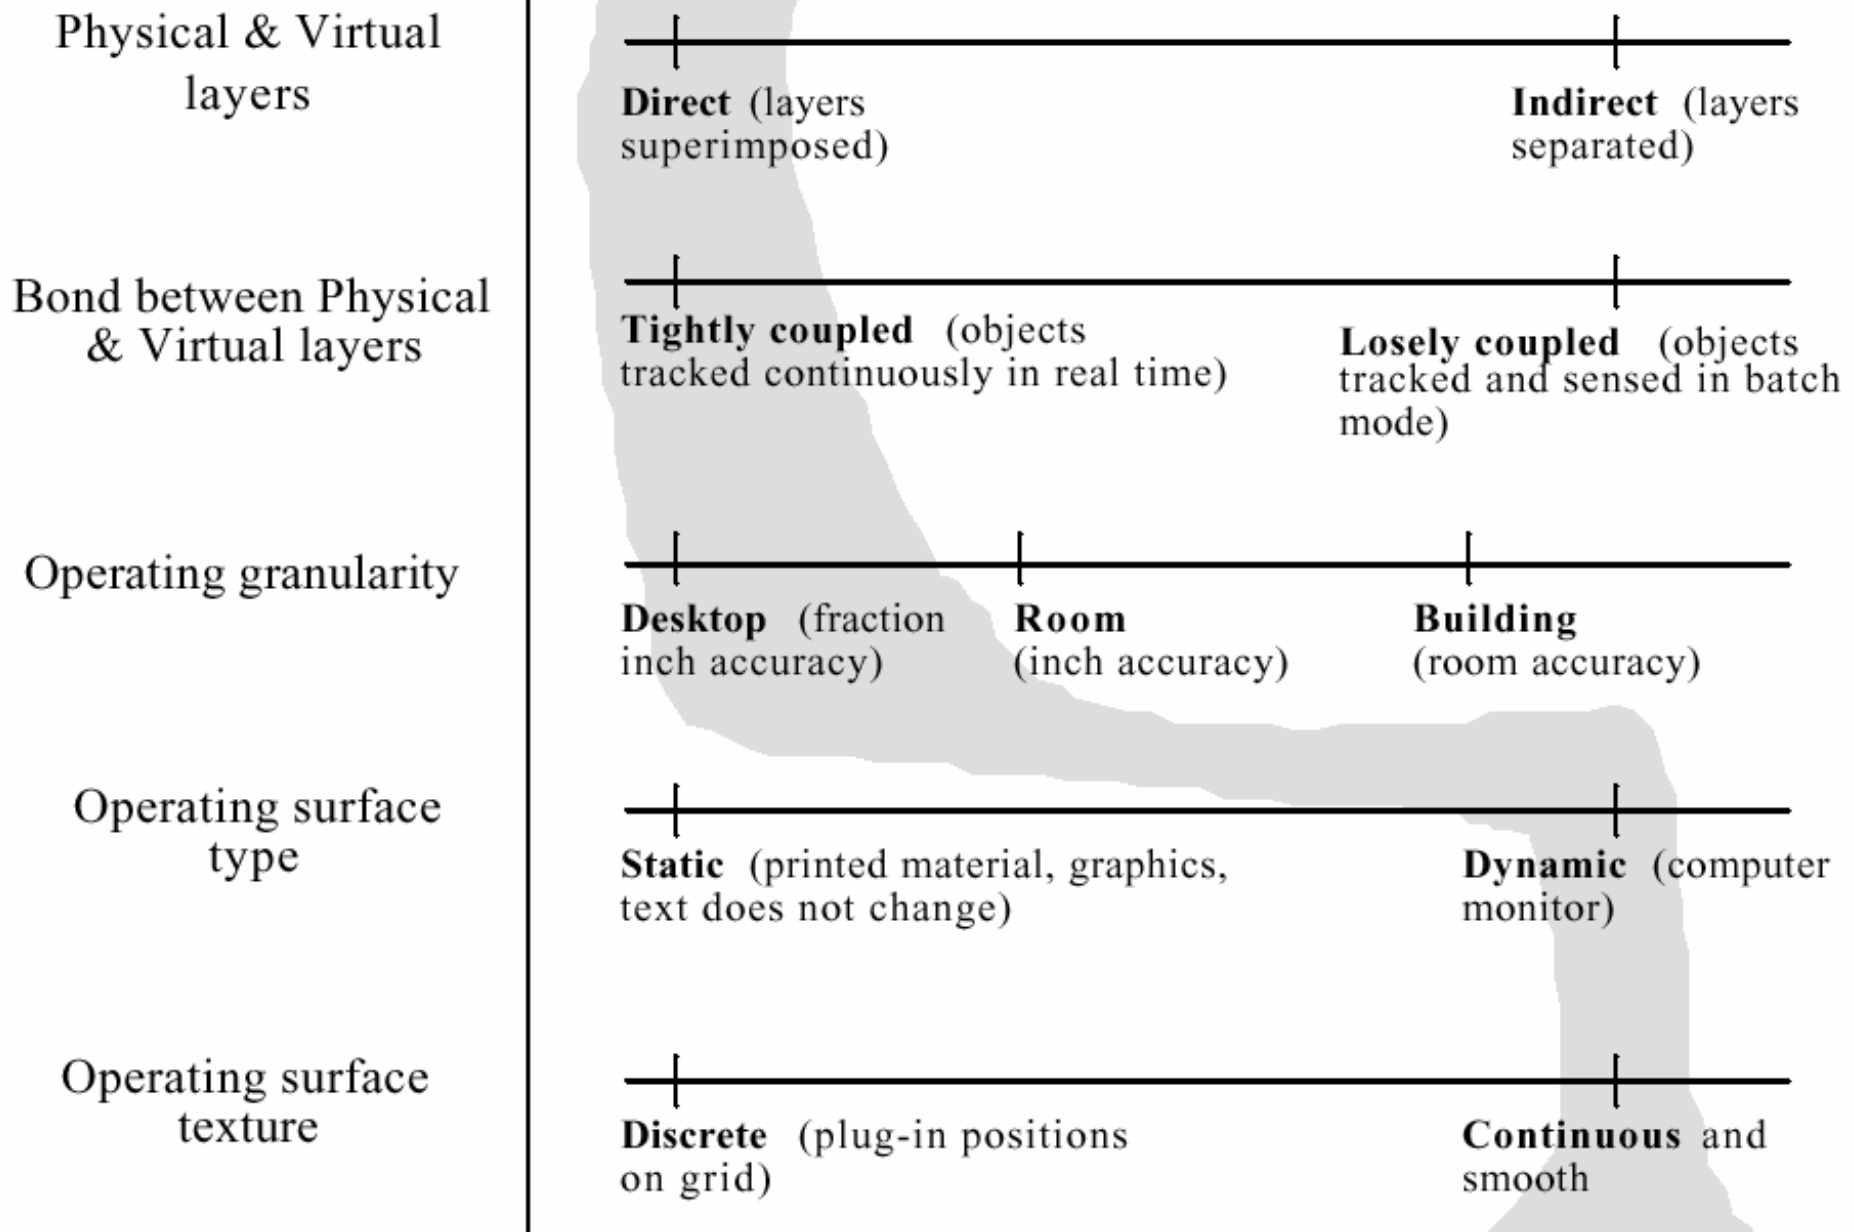 Physical & Virtual
layers
Direct (layers
superimposed)
Indirect (layers
separated)
Bond between Physical
& Virtual layers
Tightly coupled (objects
tracked continuously in real time)
Losely coupled (objects
tracked and sensed in batch
mode)
Operating granularity
Desktop (fraction
inch accuracy)
Room
(inch accuracy)
Building
(room accuracy)
Operating surface
type
Static (printed material, graphics,
text does not change)
Dynamic (computer
monitor)
Operating surface
texture
Discrete (plug-in positions
on grid)
Continuous and
smooth